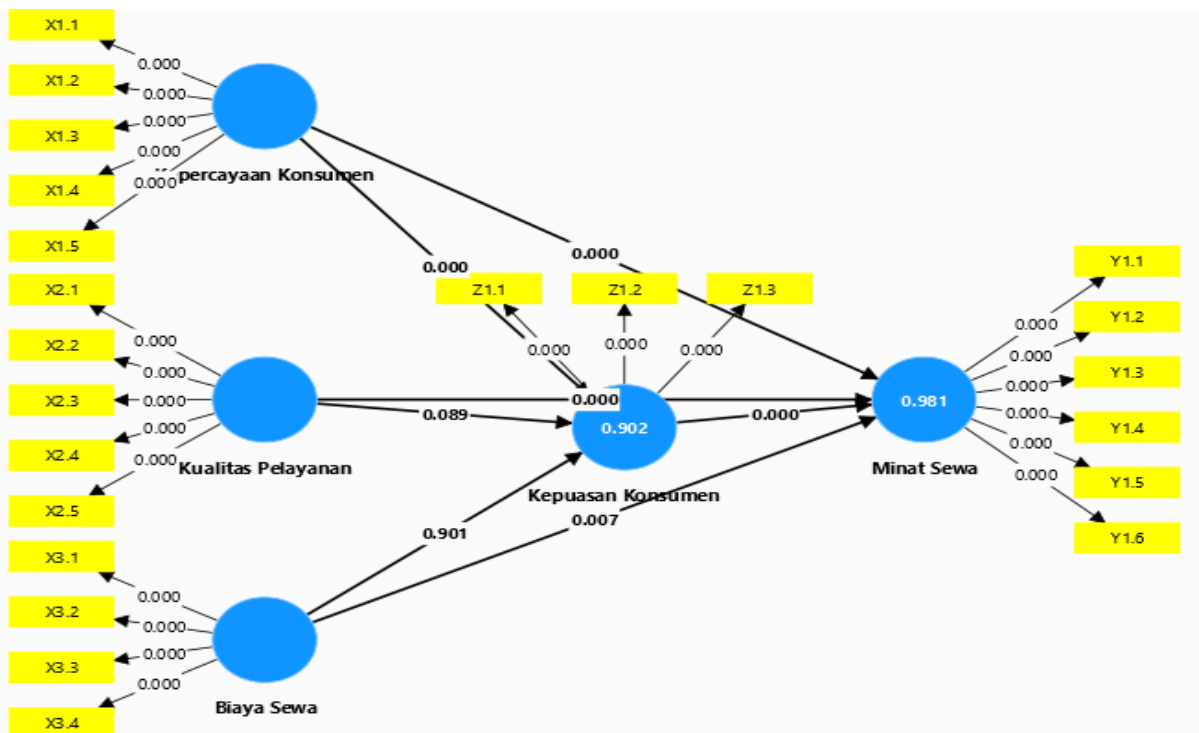 X1.1
X1.2
X1.3
X1.4
X1.5
0.000
0.000
0.000
0.000
0.000
percayaan Konsumen
X2.1
X2.2
X2.3
X2.4
X2.5
0.000
0.000
0.000
0.000
0.000
Kualitas Pelayanan
X3.1
X3.2
X3.3
X3.4
0.000
0.000
0.000
0.000
Biaya Sewa
0.000
0.000
0.000
0.089
0.901
0.007
0.000
Z1.1
Z1.2
Z1.3
0.000
0.000
0.000
0.902
Kepuasan Konsumen
0.981
Minat Sewa
0.000
0.000
0.000
0.000
0.000
0.000
Y1.1
Y1.2
Y1.3
Y1.4
Y1.5
Y1.6